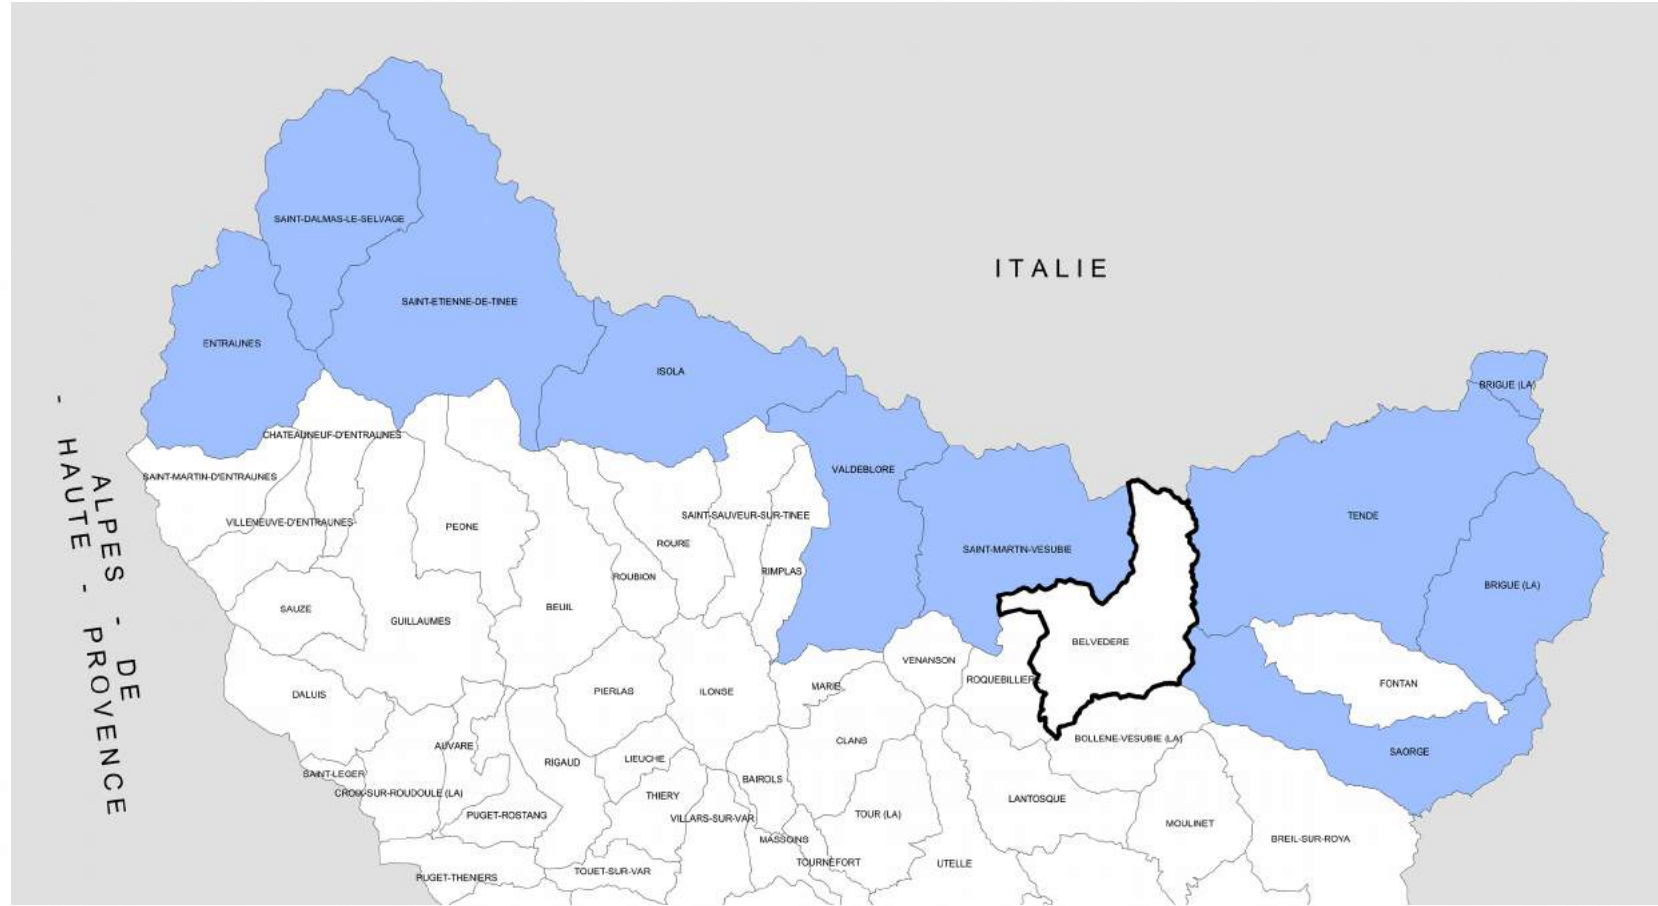 SAINT-DALMAS-LE-SELVAGE
ITALIE
SAINT-ETIENNE-DE-TINEE
ENTRAUNES
ISOLA
BRIGUE (LA)
CHATEAUNEUF-D'ENTRAUNES
VALDEBLORE
SAINT-MARTIN-D'ENTRAUNES
ALPES - DE
- HAUTE - PROVENCE
VILLENEUVE-D'ENTRAUNES
PEONE
SAINT-SAUVEUR-SUR-TINEE
TENDE
ROURE
SAINT-MARTIN-VESUBIE
ROUBION
RIMPLAS
BRIGUE (LA)
SAUZE
BEUIL
GUILLAUMES
BELVEDERE
VENANSON
ROQUEBILLIERE
FONTAN
DALUIS
PIERLAS
ILONSE
MARIE
AUVARE
CLANS
BOLLENE-VESUBIE (LA)
SAORGE
RIGAUD
LIEUCHE
SAINT-LEGER
BAIROLS
CROIX-SUR-ROUDOULE (LA)
THIERY
LANTOSQUE
PUGET-ROSTANG
VILLARS-SUR-VAR
TOUR (LA)
MOULINET
MASSOINS
BREIL-SUR-ROYA
TOURNEFORT
UTELLE
TOUET-SUR-VAR
PUGET-THENIERS